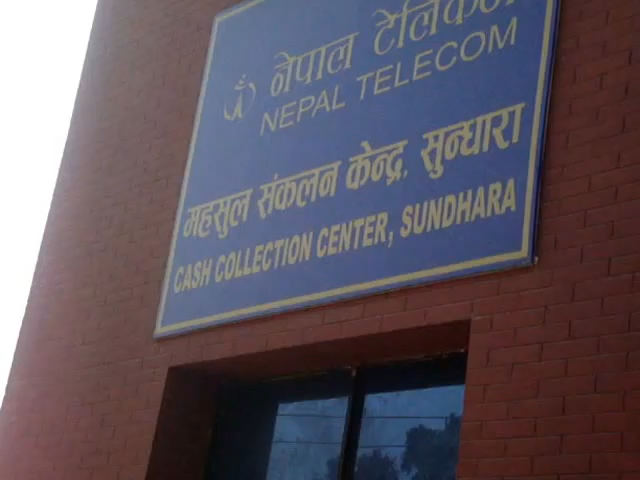 नेपाल टेलिकम
NEPAL TELECOM
महसुल संकलन केन्द्र, सुन्धारा
CASH COLLECTION CENTER, SUNDHARA